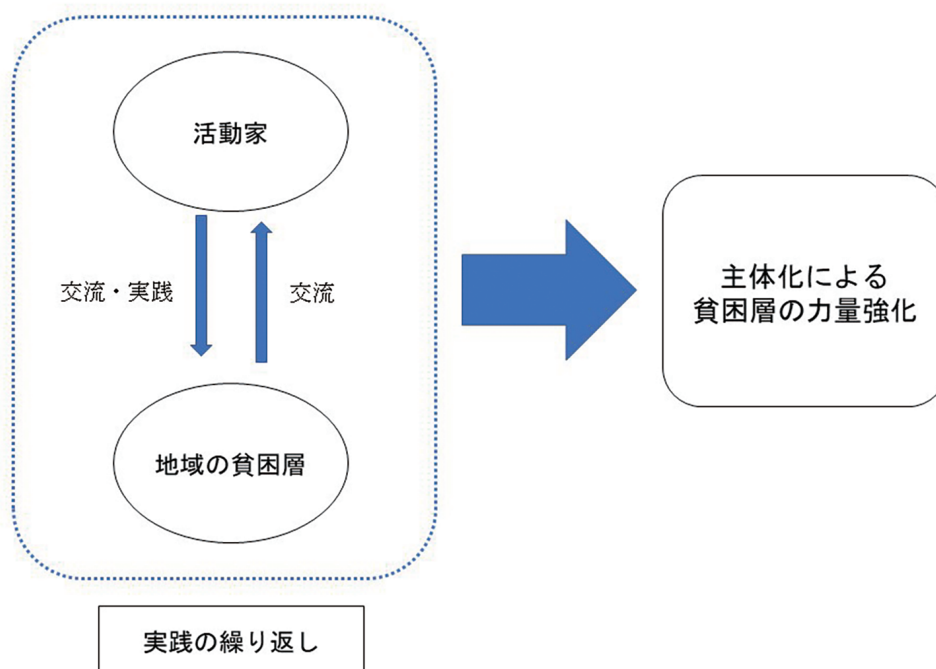 活動家
交流・実践
交流
地域の貧困層
実践の繰り返し
主体化による
貧困層の力量強化